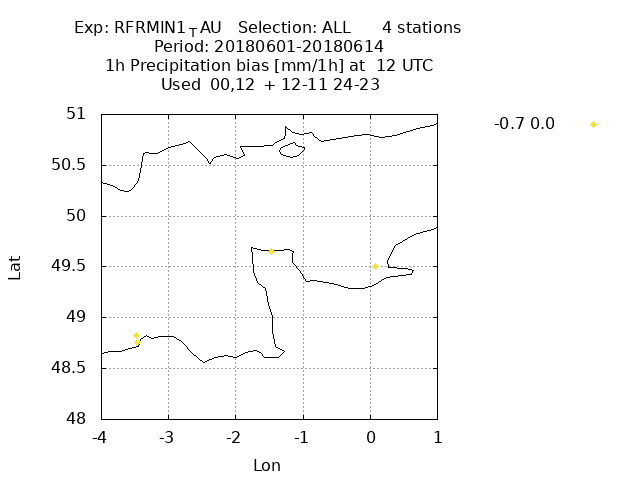 Exp: RFRMIN1TAU   Selection: ALL      4 stations
Period: 20180601-20180614
1h Precipitation bias [mm/1h] at  12 UTC
Used  00,12  + 12-11 24-23
-0.7 0.0
51
50.5
50
49.5
49
48.5
48
Lat
-4 -3 -2 -1 0 1
Lon